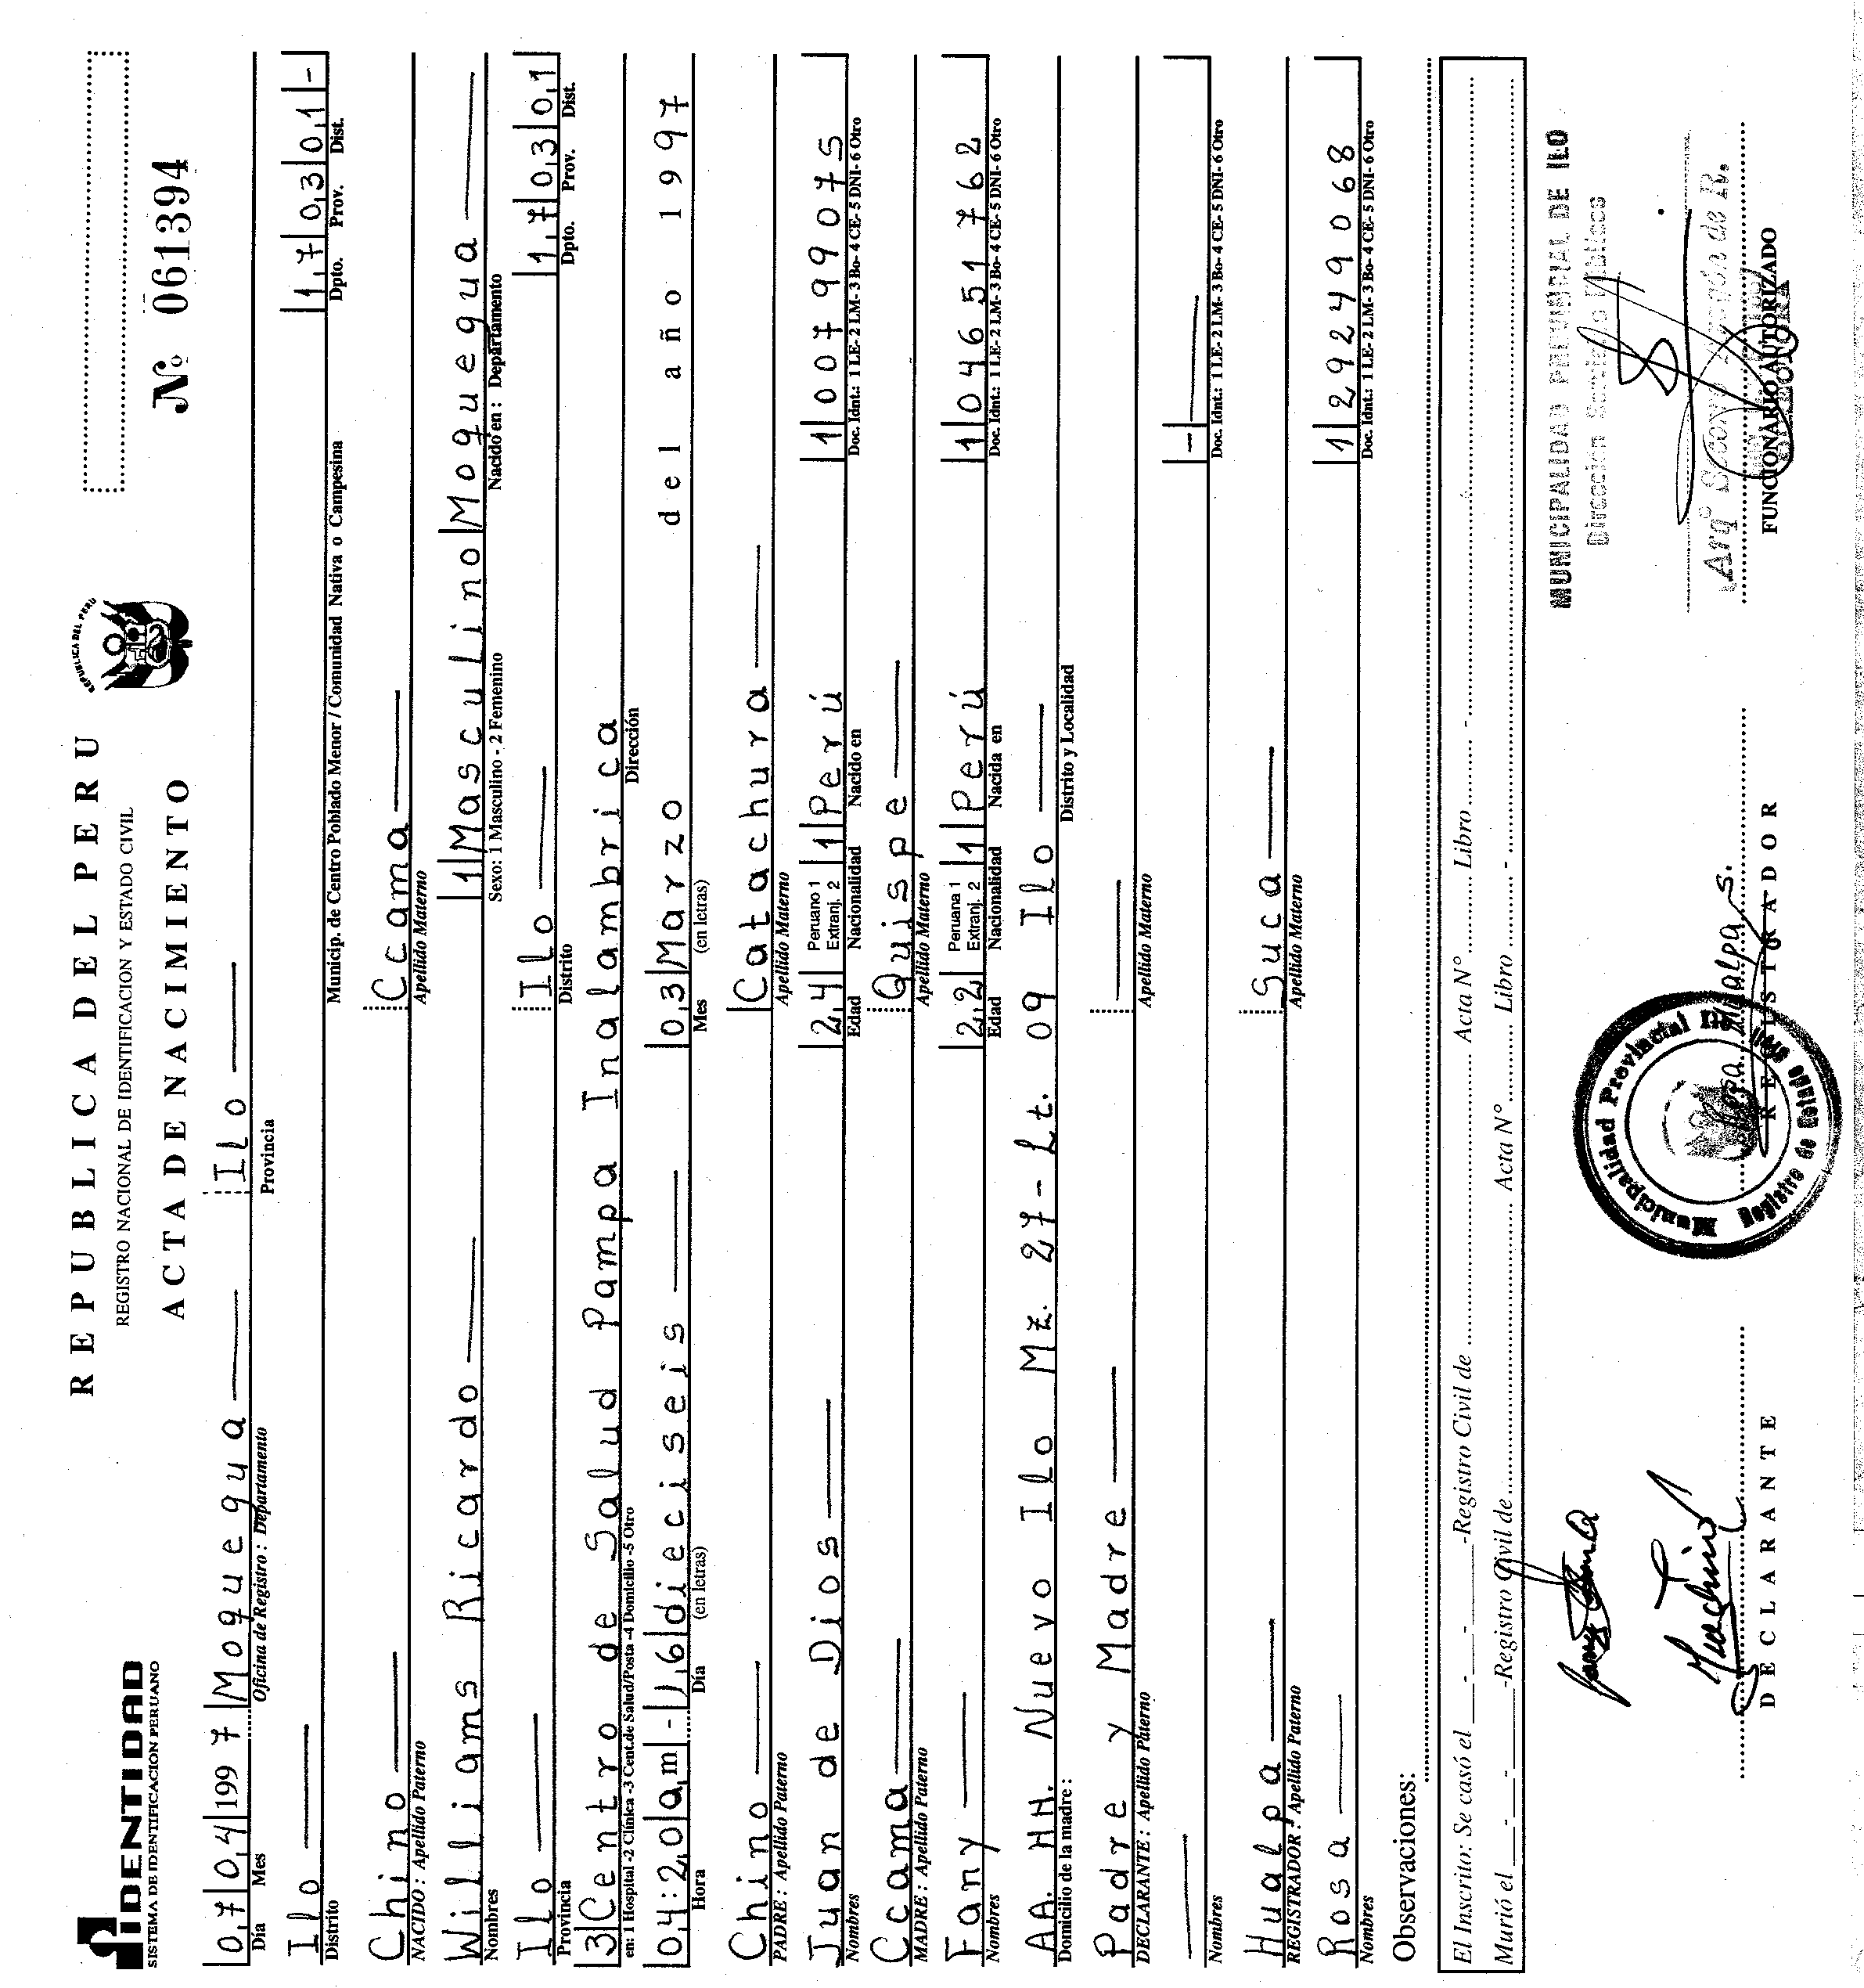 IDENTIDAD
SISTEMA DE IDENTIFICACION PERUANO
REPUBLICA DEL PERU
REGISTRO NACIONAL DE IDENTIFICACION Y ESTADO CIVIL
ACTA DE NACIMIENTO
REPUBLICA DEL PERU
Nº 061394
07 04 1997 Moquegua Ilo
Día Mes Oficina de Registro : Departamento Provincia
Ilo 17 03 01 -
Distrito Municip. de Centro Poblado Menor / Comunidad Nativa o Campesina Dpto. Prov. Dist.
Chino Ccama
NACIDO : Apellido Paterno Apellido Materno
Williams Ricardo 1 Masculino Moquegua
Nombres Sexo: 1 Masculino - 2 Femenino Nacido en : Departamento
Ilo Ilo 17 03 01
Provincia Distrito Dpto. Prov. Dist.
3 Centro de Salud Pampa Inalambrica
en: 1 Hospital -2 Clínica -3 Cent.de Salud/Posta -4 Domicilio -5 Otro Dirección
04:20 am - 16 dieciseis 03 Marzo del año 1997
Hora Día (en letras) Mes (en letras)
Chino Catachura
PADRE : Apellido Paterno Apellido Materno
Juan de Dios 24 Peruano 1 Extranj. 2 1 Perú 1 00799075
Nombres Edad Nacionalidad Nacido en Doc. Idnt.: 1 LE- 2 LM- 3 Bo- 4 CE- 5 DNI- 6 Otro
Ccama Quispe
MADRE : Apellido Paterno Apellido Materno
Fany 22 Peruana 1 Extranj. 2 1 Perú 1 04651762
Nombres Edad Nacionalidad Nacida en Doc. Idnt.: 1 LE- 2 LM- 3 Bo- 4 CE- 5 DNI- 6 Otro
AA. HH. Nuevo Ilo Mz. 27 - Lt. 09 Ilo
Domicilio de la madre : Distrito y Localidad
Padre y Madre
DECLARANTE : Apellido Paterno Apellido Materno
-
Nombres Doc. Idnt.: 1 LE- 2 LM- 3 Bo- 4 CE- 5 DNI- 6 Otro
Hualpa Suca
REGISTRADOR : Apellido Paterno Apellido Materno
Rosa 1 29249068
Nombres Doc. Idnt.: 1 LE- 2 LM- 3 Bo- 4 CE- 5 DNI- 6 Otro
Observaciones:
El Inscrito: Se casó el - - -Registro Civil de Acta N° Libro -
Murió el - - -Registro Civil de Acta N° Libro -
MUNICIPALIDAD PROVINCIAL DE ILO
Municipalidad Provincial Ilo
Registro de Estado Civil
DECLARANTE
REGISTRADOR
FUNCIONARIO AUTORIZADO